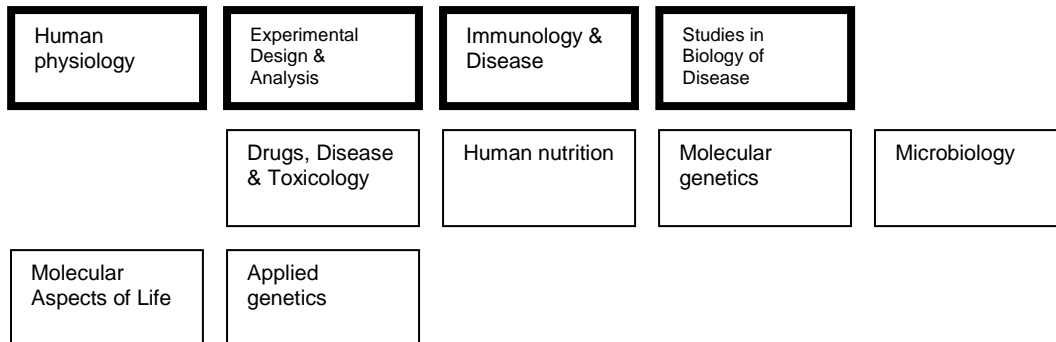 Human
physiology
Experimental
Design &
Analysis
Immunology &
Disease
Studies in
Biology of
Disease
Drugs, Disease
& Toxicology
Human nutrition
Molecular
genetics
Microbiology
Molecular
Aspects of Life
Applied
genetics